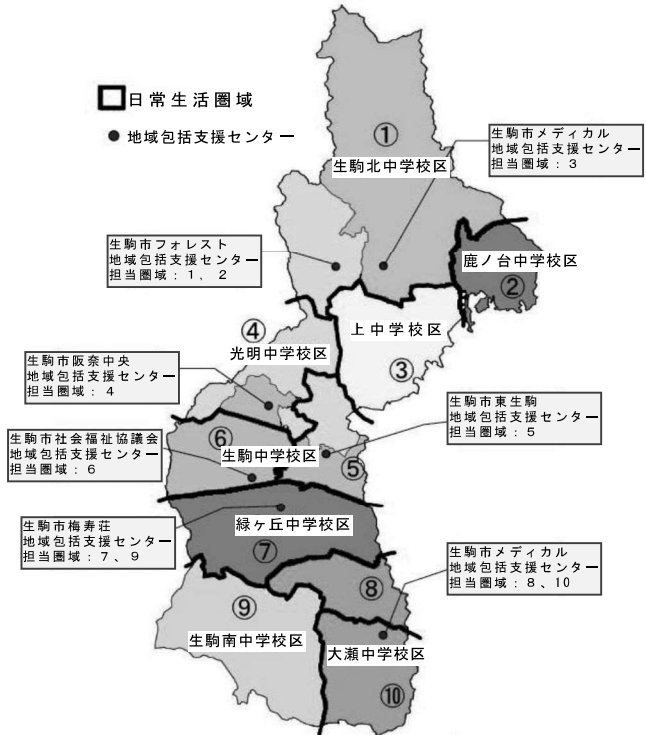 日常生活圏域
地域包括支援センター
①
生駒北中学校区
生駒市メディカル
地域包括支援センター
担当圏域：3
生駒市フォレスト
地域包括支援センター
担当圏域：1、2
鹿ノ台中学校区
②
④
光明中学校区
上中学校区
③
生駒市阪奈中央
地域包括支援センター
担当圏域：4
生駒市東生駒
地域包括支援センター
担当圏域：5
⑥
生駒中学校区
⑤
生駒市社会福祉協議会
地域包括支援センター
担当圏域：6
緑ヶ丘中学校区
⑦
生駒市梅寿荘
地域包括支援センター
担当圏域：7、9
生駒市メディカル
地域包括支援センター
担当圏域：8、10
⑧
⑨
生駒南中学校区
大瀬中学校区
⑩